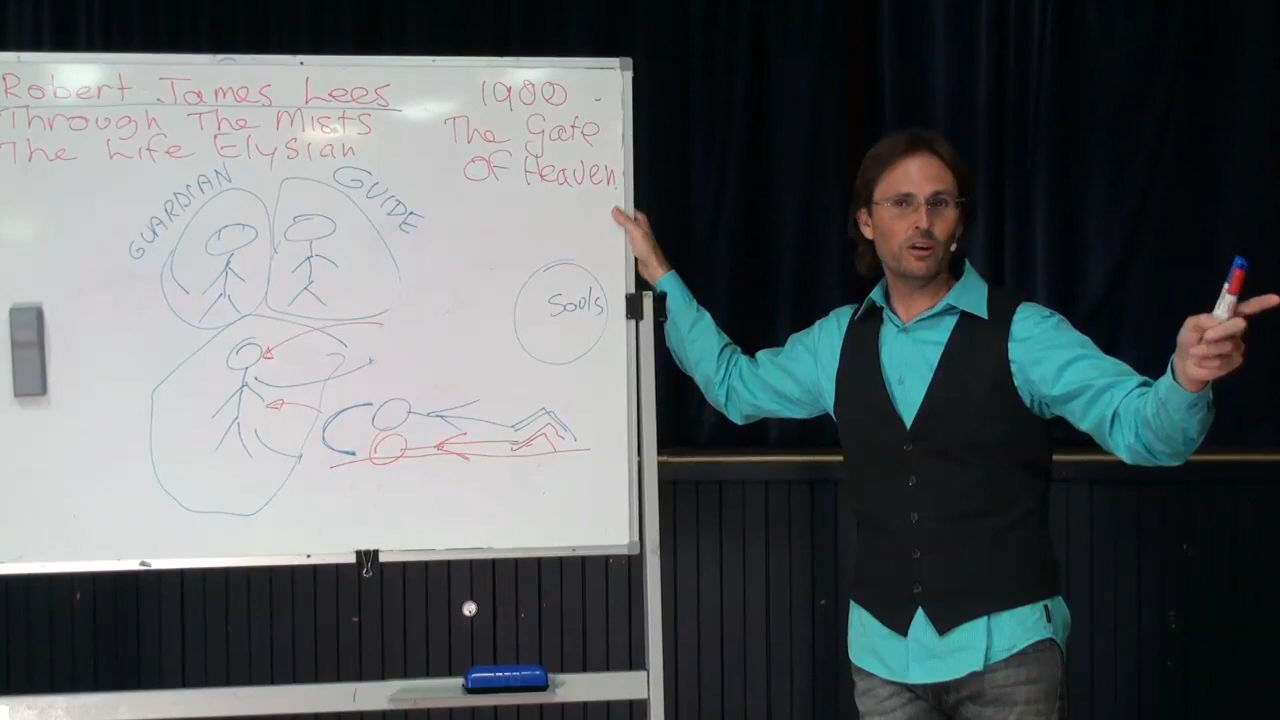 Robert James Lees
Through The Mists
The Life Elysian
1900
The Gate
Of Heaven
GUARDIAN
GUIDE
Souls